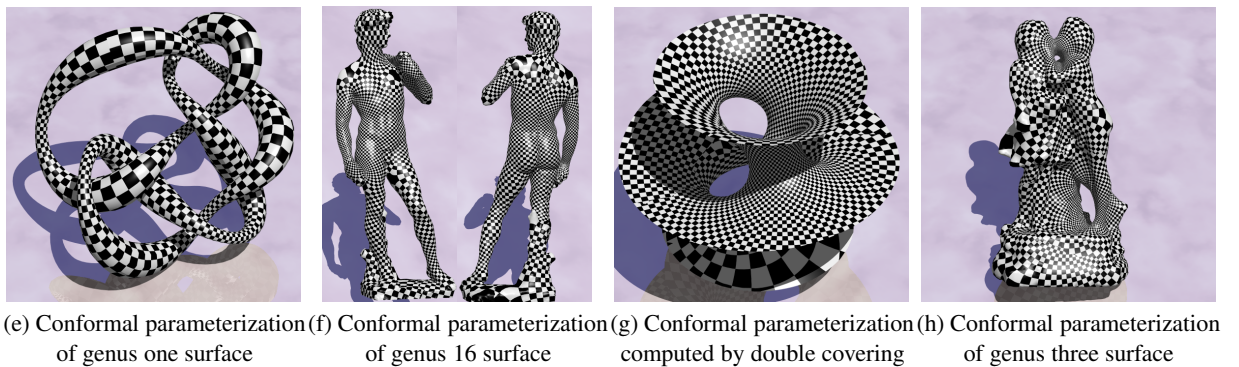 (e) Conformal parameterization
of genus one surface
(f) Conformal parameterization
of genus 16 surface
(g) Conformal parameterization
computed by double covering
(h) Conformal parameterization
of genus three surface